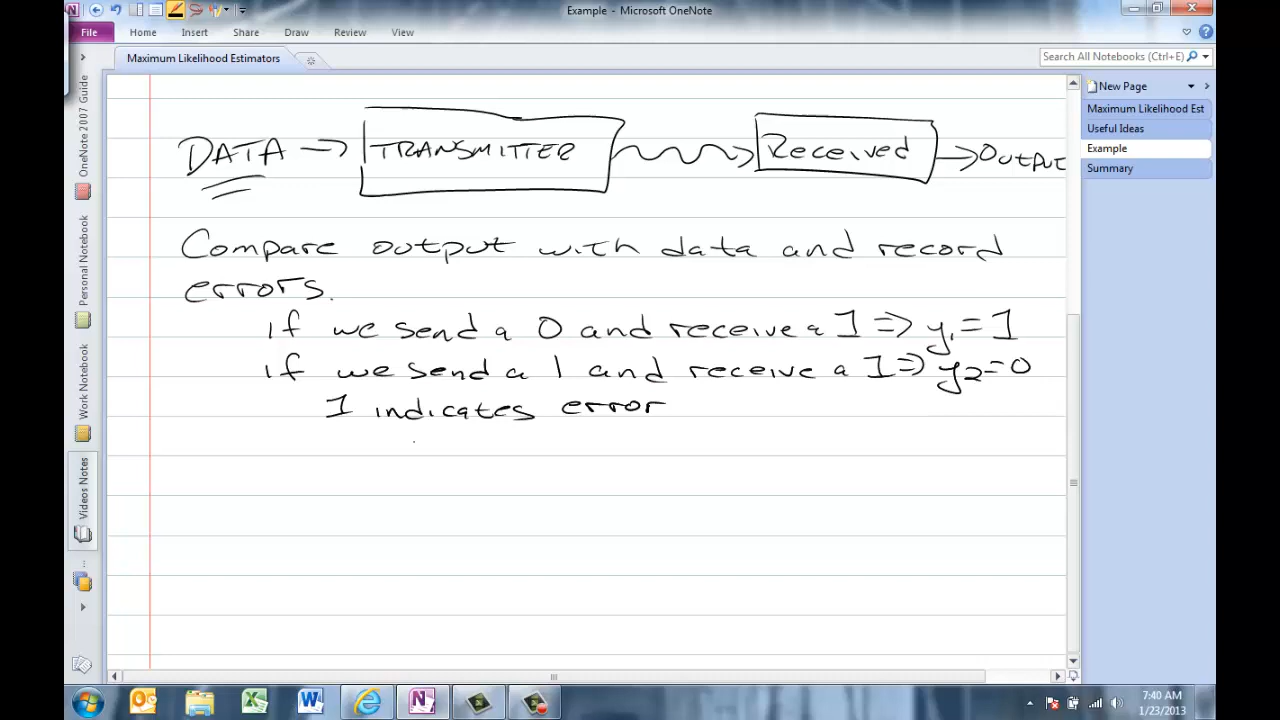 Example - Microsoft OneNote
File Home Insert Share Draw Review View
Maximum Likelihood Estimators
Search All Notebooks (Ctrl+E)
New Page
Maximum Likelihood Est
Useful Ideas
Example
Summary
OneNote 2007 Guide
Personal Notebook
Work Notebook
Videos Notes
DATA → TRANSMITTER Received → OUTPUT
Compare output with data and record
errors.
if we send a 0 and receive a 1 ⇒ y₁ = 1
if we send a 1 and receive a 1 ⇒ y₂ = 0
1 indicates error
7:40 AM
1/23/2013